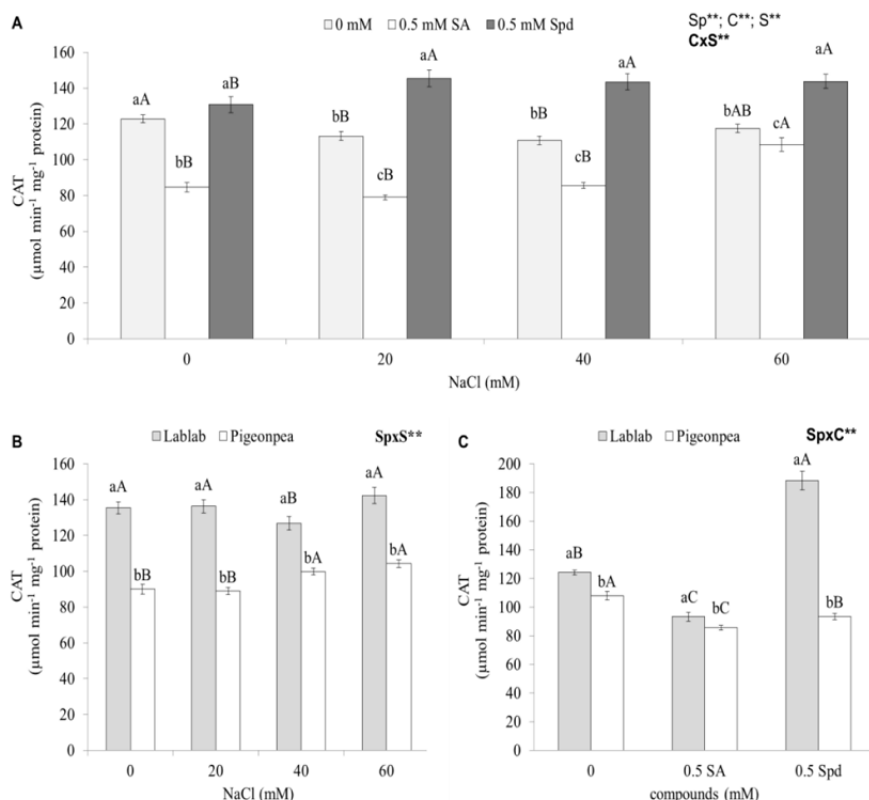 A
0 mM 0.5 mM SA 0.5 mM Spd
Sp**; C**; S**
CxS**
CAT
(µmol min⁻¹ mg⁻¹ protein)
160
140
120
100
80
60
40
20
0
aA bB aB
bB cB aA
bB cB aA
bAB cA aA
0 20 40 60
NaCl (mM)
B
Lablab Pigeonpea
SpxS**
CAT
(µmol min⁻¹ mg⁻¹ protein)
160
140
120
100
80
60
40
20
0
aA bB
aA bB
aB bA
aA bA
0 20 40 60
NaCl (mM)
C
Lablab Pigeonpea
SpxC**
CAT
(µmol min⁻¹ mg⁻¹ protein)
200
180
160
140
120
100
80
60
40
20
0
aB bA
aC bC
aA bB
0 0.5 SA 0.5 Spd
compounds (mM)